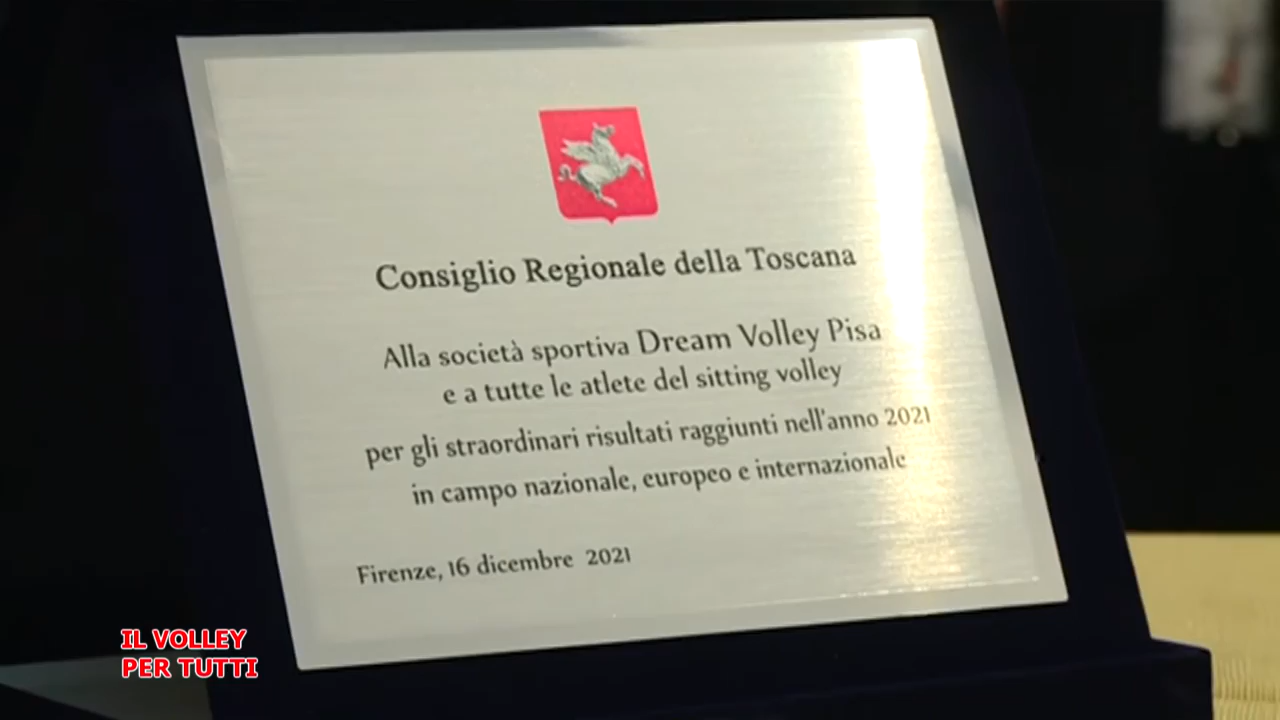 Consiglio Regionale della Toscana
Alla società sportiva Dream Volley Pisa
e a tutte le atlete del sitting volley
per gli straordinari risultati raggiunti nell'anno 2021
in campo nazionale, europeo e internazionale
Firenze, 16 dicembre 2021
IL VOLLEY
PER TUTTI